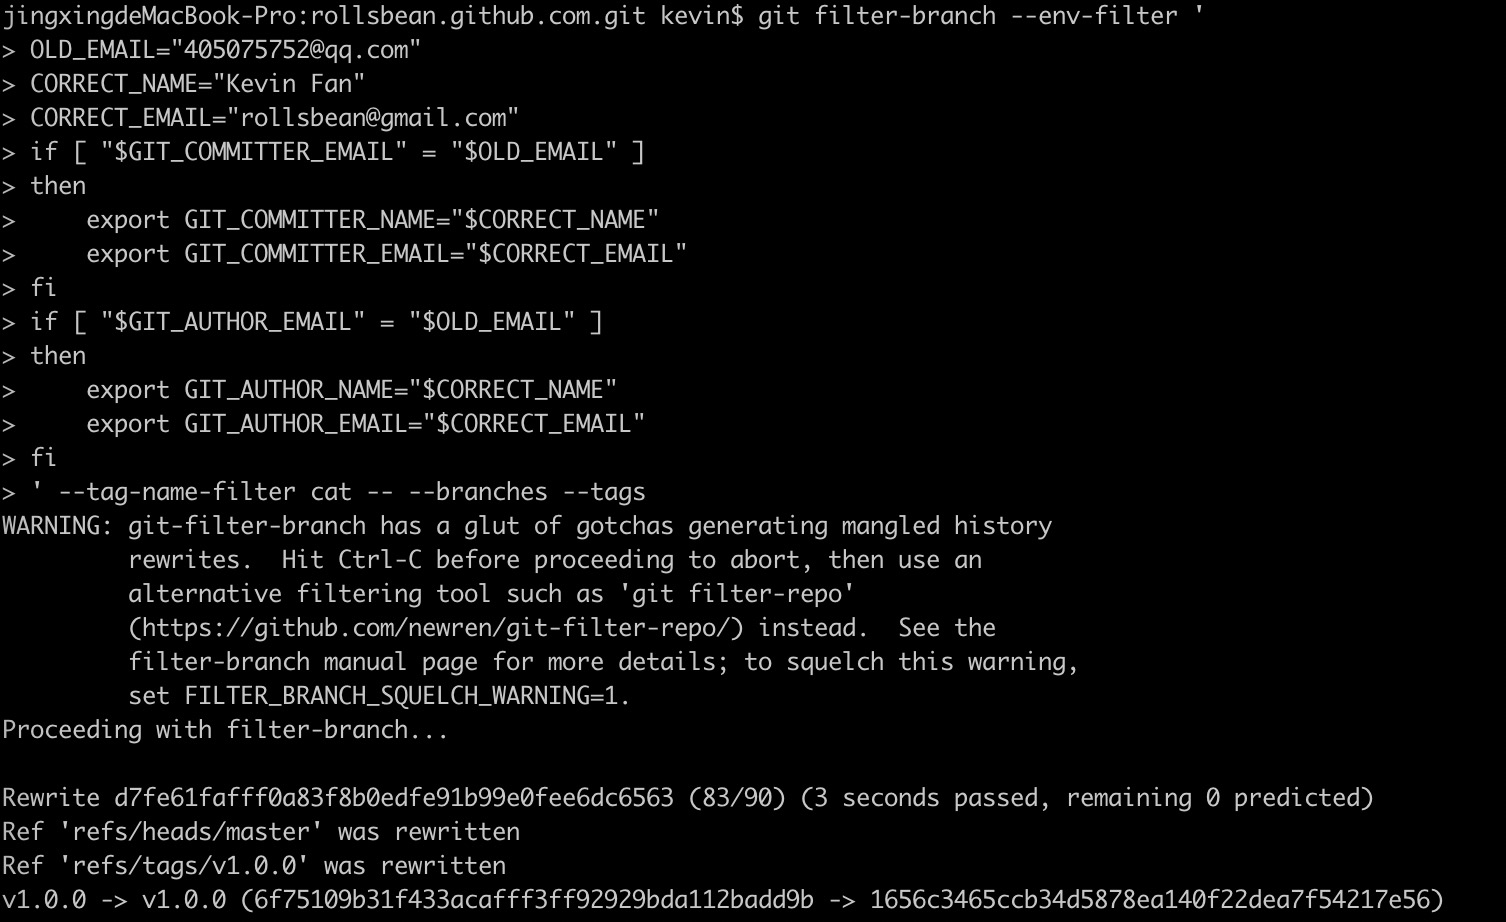 jingxingdeMacBook-Pro:rollsbean.github.com.git kevin$ git filter-branch --env-filter '
> OLD_EMAIL="405075752@qq.com"
> CORRECT_NAME="Kevin Fan"
> CORRECT_EMAIL="rollsbean@gmail.com"
> if [ "$GIT_COMMITTER_EMAIL" = "$OLD_EMAIL" ]
> then
>     export GIT_COMMITTER_NAME="$CORRECT_NAME"
>     export GIT_COMMITTER_EMAIL="$CORRECT_EMAIL"
> fi
> if [ "$GIT_AUTHOR_EMAIL" = "$OLD_EMAIL" ]
> then
>     export GIT_AUTHOR_NAME="$CORRECT_NAME"
>     export GIT_AUTHOR_EMAIL="$CORRECT_EMAIL"
> fi
> ' --tag-name-filter cat -- --branches --tags
WARNING: git-filter-branch has a glut of gotchas generating mangled history
         rewrites.  Hit Ctrl-C before proceeding to abort, then use an
         alternative filtering tool such as 'git filter-repo'
         (https://github.com/newren/git-filter-repo/) instead.  See the
         filter-branch manual page for more details; to squelch this warning,
         set FILTER_BRANCH_SQUELCH_WARNING=1.
Proceeding with filter-branch...
Rewrite d7fe61fafff0a83f8b0edfe91b99e0fee6dc6563 (83/90) (3 seconds passed, remaining 0 predicted)
Ref 'refs/heads/master' was rewritten
Ref 'refs/tags/v1.0.0' was rewritten
v1.0.0 -> v1.0.0 (6f75109b31f433acafff3ff92929bda112badd9b -> 1656c3465ccb34d5878ea140f22dea7f54217e56)